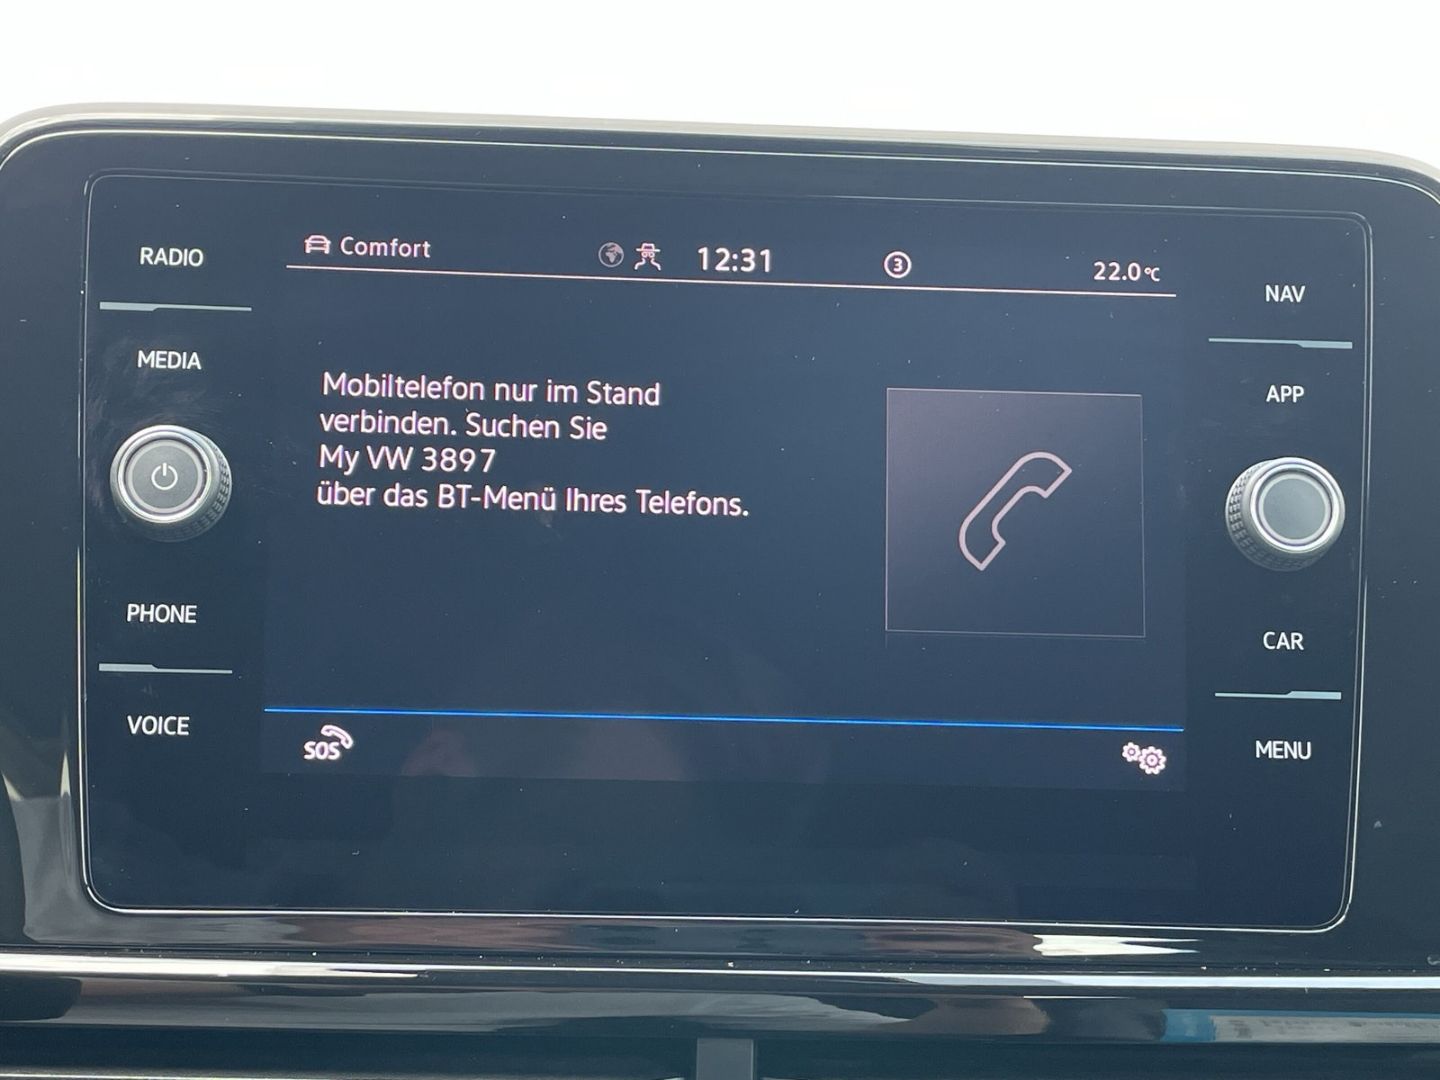 RADIO
MEDIA
PHONE
VOICE
Comfort 12:31 3 22.0°C
Mobiltelefon nur im Stand
verbinden. Suchen Sie
My VW 3897
über das BT-Menü Ihres Telefons.
SOS
NAV
APP
CAR
MENU